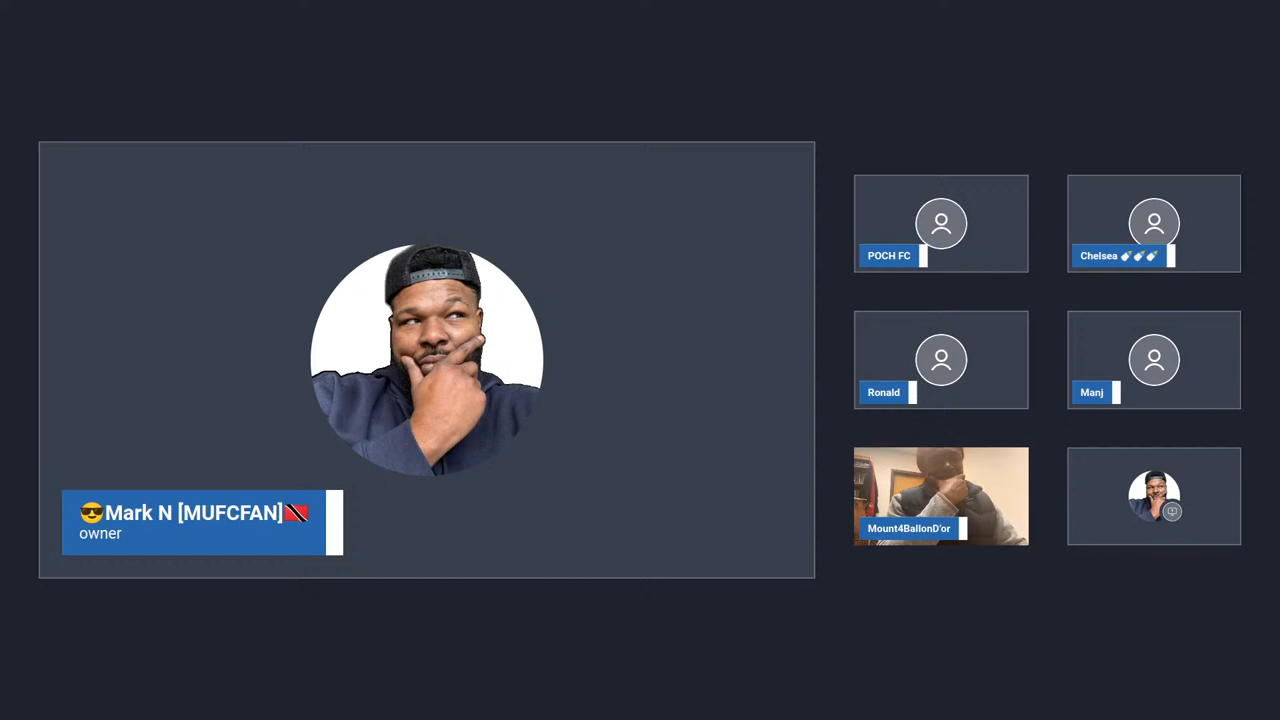 😎Mark N [MUFCFAN]🇹🇹
owner
POCH FC
Chelsea 🍼🍼🍼
Ronald
Manj
Mount4BallonD'or